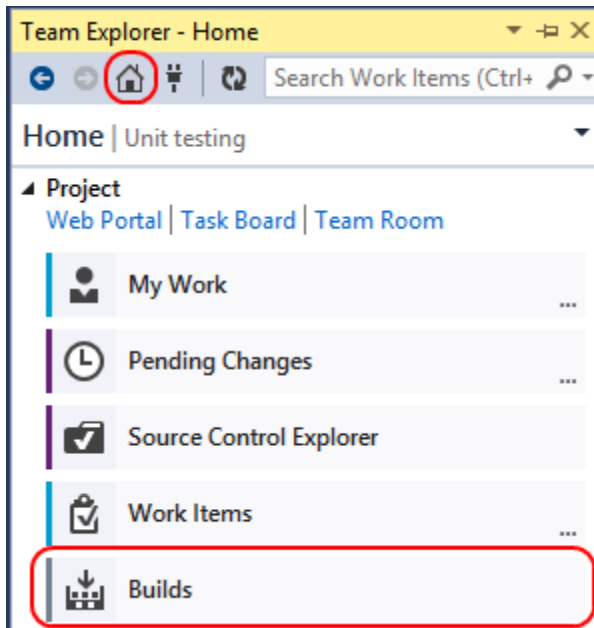 Team Explorer - Home
Search Work Items (Ctrl+
Home | Unit testing
Project
Web Portal | Task Board | Team Room
My Work
...
Pending Changes
...
Source Control Explorer
Work Items
...
Builds